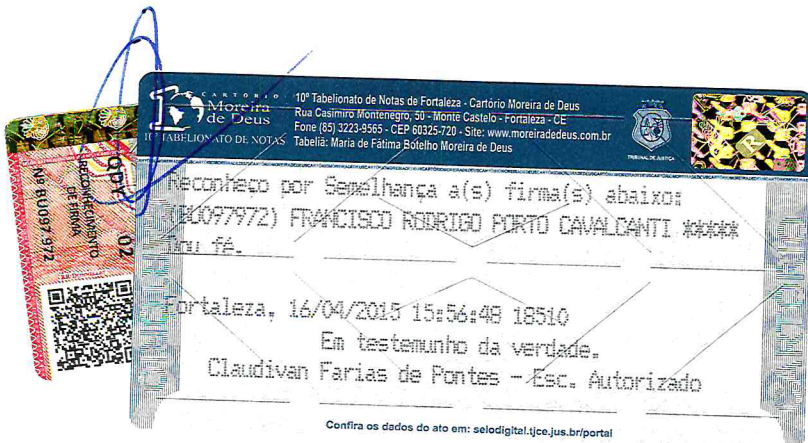 CARTÓRIO
Moreira
de Deus
10º TABELIONATO DE NOTAS
10º Tabelionato de Notas de Fortaleza - Cartório Moreira de Deus
Rua Casimiro Montenegro, 50 - Monte Castelo - Fortaleza - CE
Fone (85) 3223-9565 - CEP 60325-720 - Site: www.moreiradedeus.com.br
Tabeliã: Maria de Fátima Botelho Moreira de Deus
TRIBUNAL DE JUSTIÇA
R
Reconheço por Semelhança a(s) firma(s) abaixo:
(BU097972) FRANCISCO RODRIGO PORTO CAVALCANTI *****
Dou fé.
Fortaleza, 16/04/2015 15:56:48 18510
Em testemunho da verdade.
Claudivan Farias de Pontes - Esc. Autorizado
Confira os dados do ato em: selodigital.tjce.jus.br/portal
02
RECONHECIMENTO
DE FIRMA
Nº BU097.972